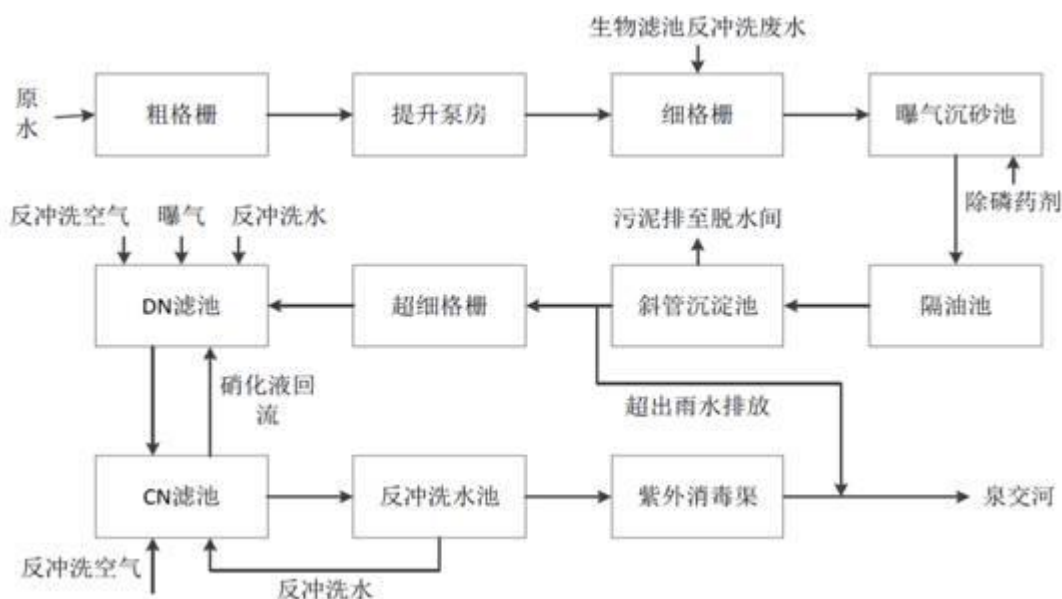 生物滤池反冲洗废水
原
水
粗格栅
提升泵房
细格栅
曝气沉砂池
反冲洗空气
曝气
反冲洗水
污泥排至脱水间
除磷药剂
DN滤池
超细格栅
斜管沉淀池
隔油池
硝化液回
流
超出雨水排放
CN滤池
反冲洗水池
紫外消毒渠
泉交河
反冲洗空气
反冲洗水